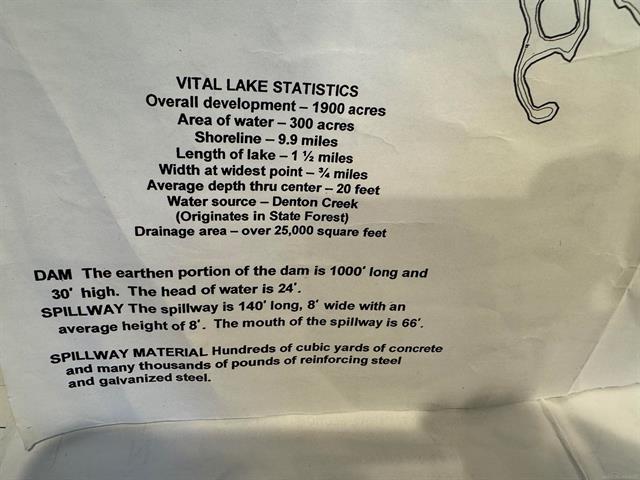 VITAL LAKE STATISTICS
Overall development – 1900 acres
Area of water – 300 acres
Shoreline – 9.9 miles
Length of lake – 1 ½ miles
Width at widest point – ¾ miles
Average depth thru center – 20 feet
Water source – Denton Creek
(Originates in State Forest)
Drainage area – over 25,000 square feet
DAM The earthen portion of the dam is 1000' long and
30' high. The head of water is 24'.
SPILLWAY The spillway is 140' long, 8' wide with an
average height of 8'. The mouth of the spillway is 66'.
SPILLWAY MATERIAL Hundreds of cubic yards of concrete
and many thousands of pounds of reinforcing steel
and galvanized steel.